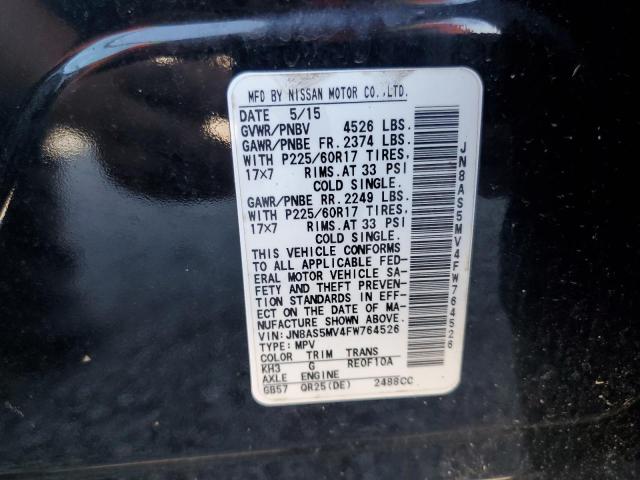 MFD BY NISSAN MOTOR CO.,LTD.
DATE 5/15
GVWR/PNBV 4526 LBS.
GAWR/PNBE FR. 2374 LBS.
WITH P225/60R17 TIRES,
17×7 RIMS. AT 33 PSI
COLD SINGLE.
GAWR/PNBE RR. 2249 LBS.
WITH P225/60R17 TIRES,
17×7 RIMS. AT 33 PSI
COLD SINGLE.
THIS VEHICLE CONFORMS
TO ALL APPLICABLE FED-
ERAL MOTOR VEHICLE SA-
FETY AND THEFT PREVEN-
TION STANDARDS IN EFF-
ECT ON THE DATE OF MA-
NUFACTURE SHOWN ABOVE.
VIN: JN8AS5MV4FW764526
TYPE: MPV
COLOR TRIM TRANS
KH3 G RE0F10A
AXLE ENGINE
GB57 QR25(DE) 2488CC
JN8AS5MV4FW764526